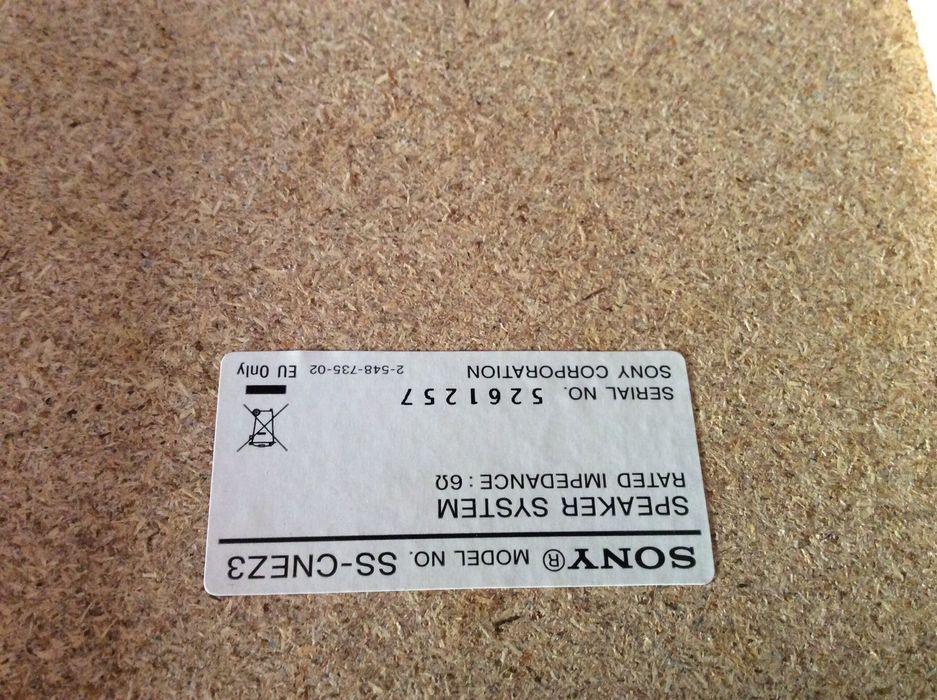 SONY® MODEL NO. SS-CNEZ3
SPEAKER SYSTEM
RATED IMPEDANCE : 6Ω
SERIAL NO. 5261257
SONY CORPORATION 2-548-735-02 EU Only